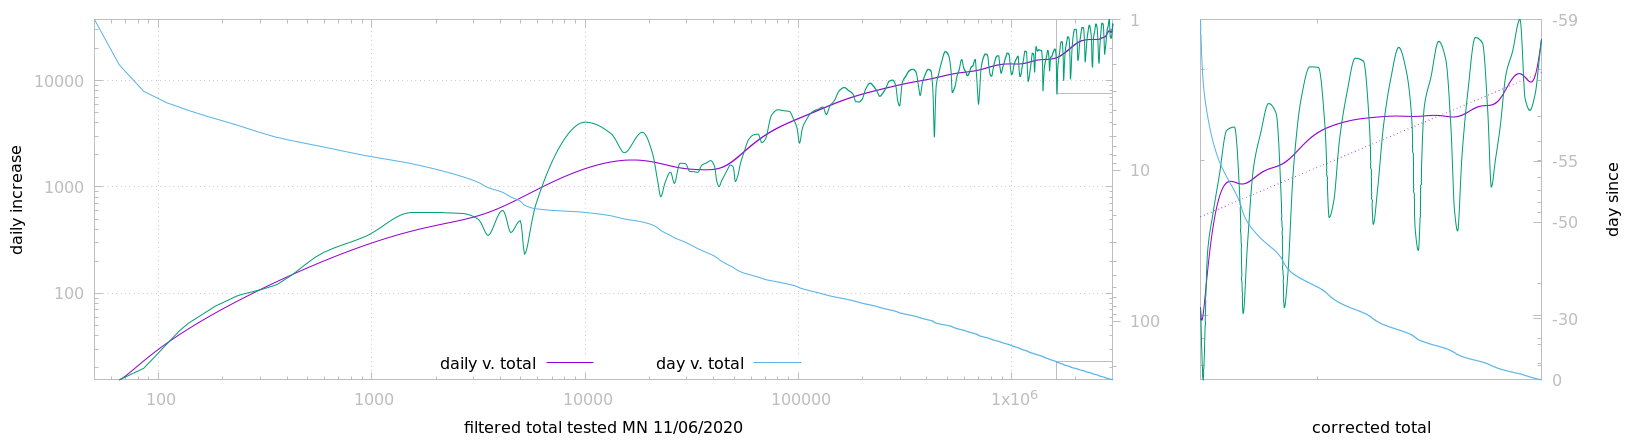 daily increase
10000
1000
100
daily v. total
day v. total
100
1000
10000
100000
1x10⁶
filtered total tested MN 11/06/2020
1
10
100
-59
-55
-50
-30
0
day since
corrected total